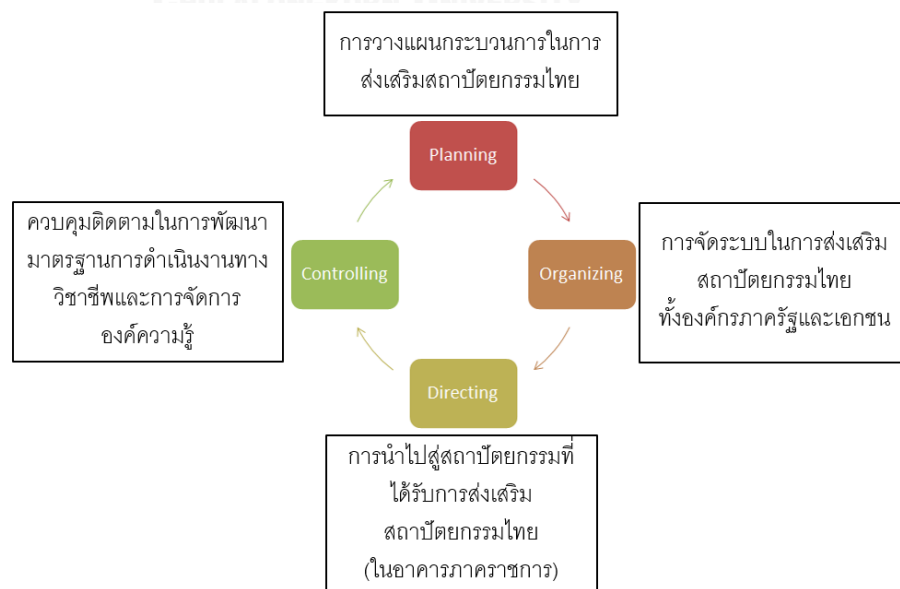 การวางแผนกระบวนการในการ
ส่งเสริมสถาปัตยกรรมไทย
Planning
ควบคุมติดตามในการพัฒนา
มาตรฐานการดำเนินงานทาง
วิชาชีพและการจัดการ
องค์ความรู้
Controlling
Organizing
การจัดระบบในการส่งเสริม
สถาปัตยกรรมไทย
ทั้งองค์กรภาครัฐและเอกชน
Directing
การนำไปสู่สถาปัตยกรรมที่
ได้รับการส่งเสริม
สถาปัตยกรรมไทย
(ในอาคารภาคราชการ)